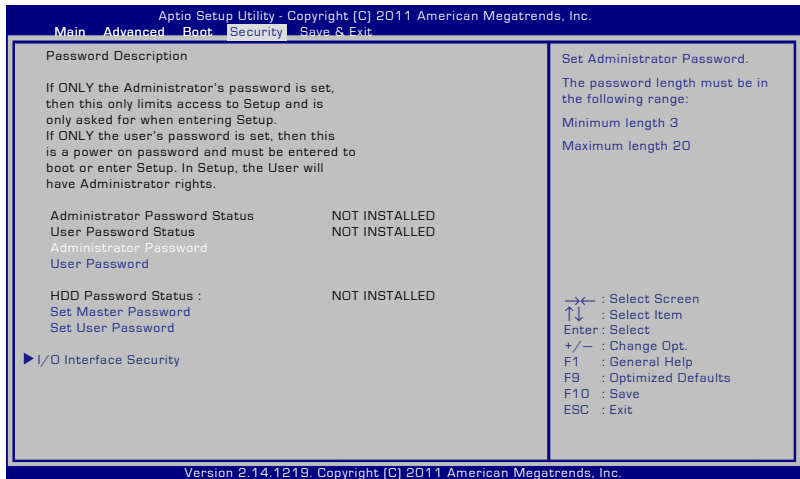 Aptio Setup Utility - Copyright (C) 2011 American Megatrends, Inc.
Main Advanced Boot Security Save & Exit
Password Description
If ONLY the Administrator's password is set,
then this only limits access to Setup and is
only asked for when entering Setup.
If ONLY the user's password is set, then this
is a power on password and must be entered to
boot or enter Setup. In Setup, the User will
have Administrator rights.
Administrator Password Status NOT INSTALLED
User Password Status NOT INSTALLED
Administrator Password
User Password
HDD Password Status : NOT INSTALLED
Set Master Password
Set User Password
I/O Interface Security
Set Administrator Password.
The password length must be in
the following range:
Minimum length 3
Maximum length 20
→← : Select Screen
↑↓ : Select Item
Enter : Select
+/— : Change Opt.
F1 : General Help
F9 : Optimized Defaults
F10 : Save
ESC : Exit
Version 2.14.1219. Copyright (C) 2011 American Megatrends, Inc.